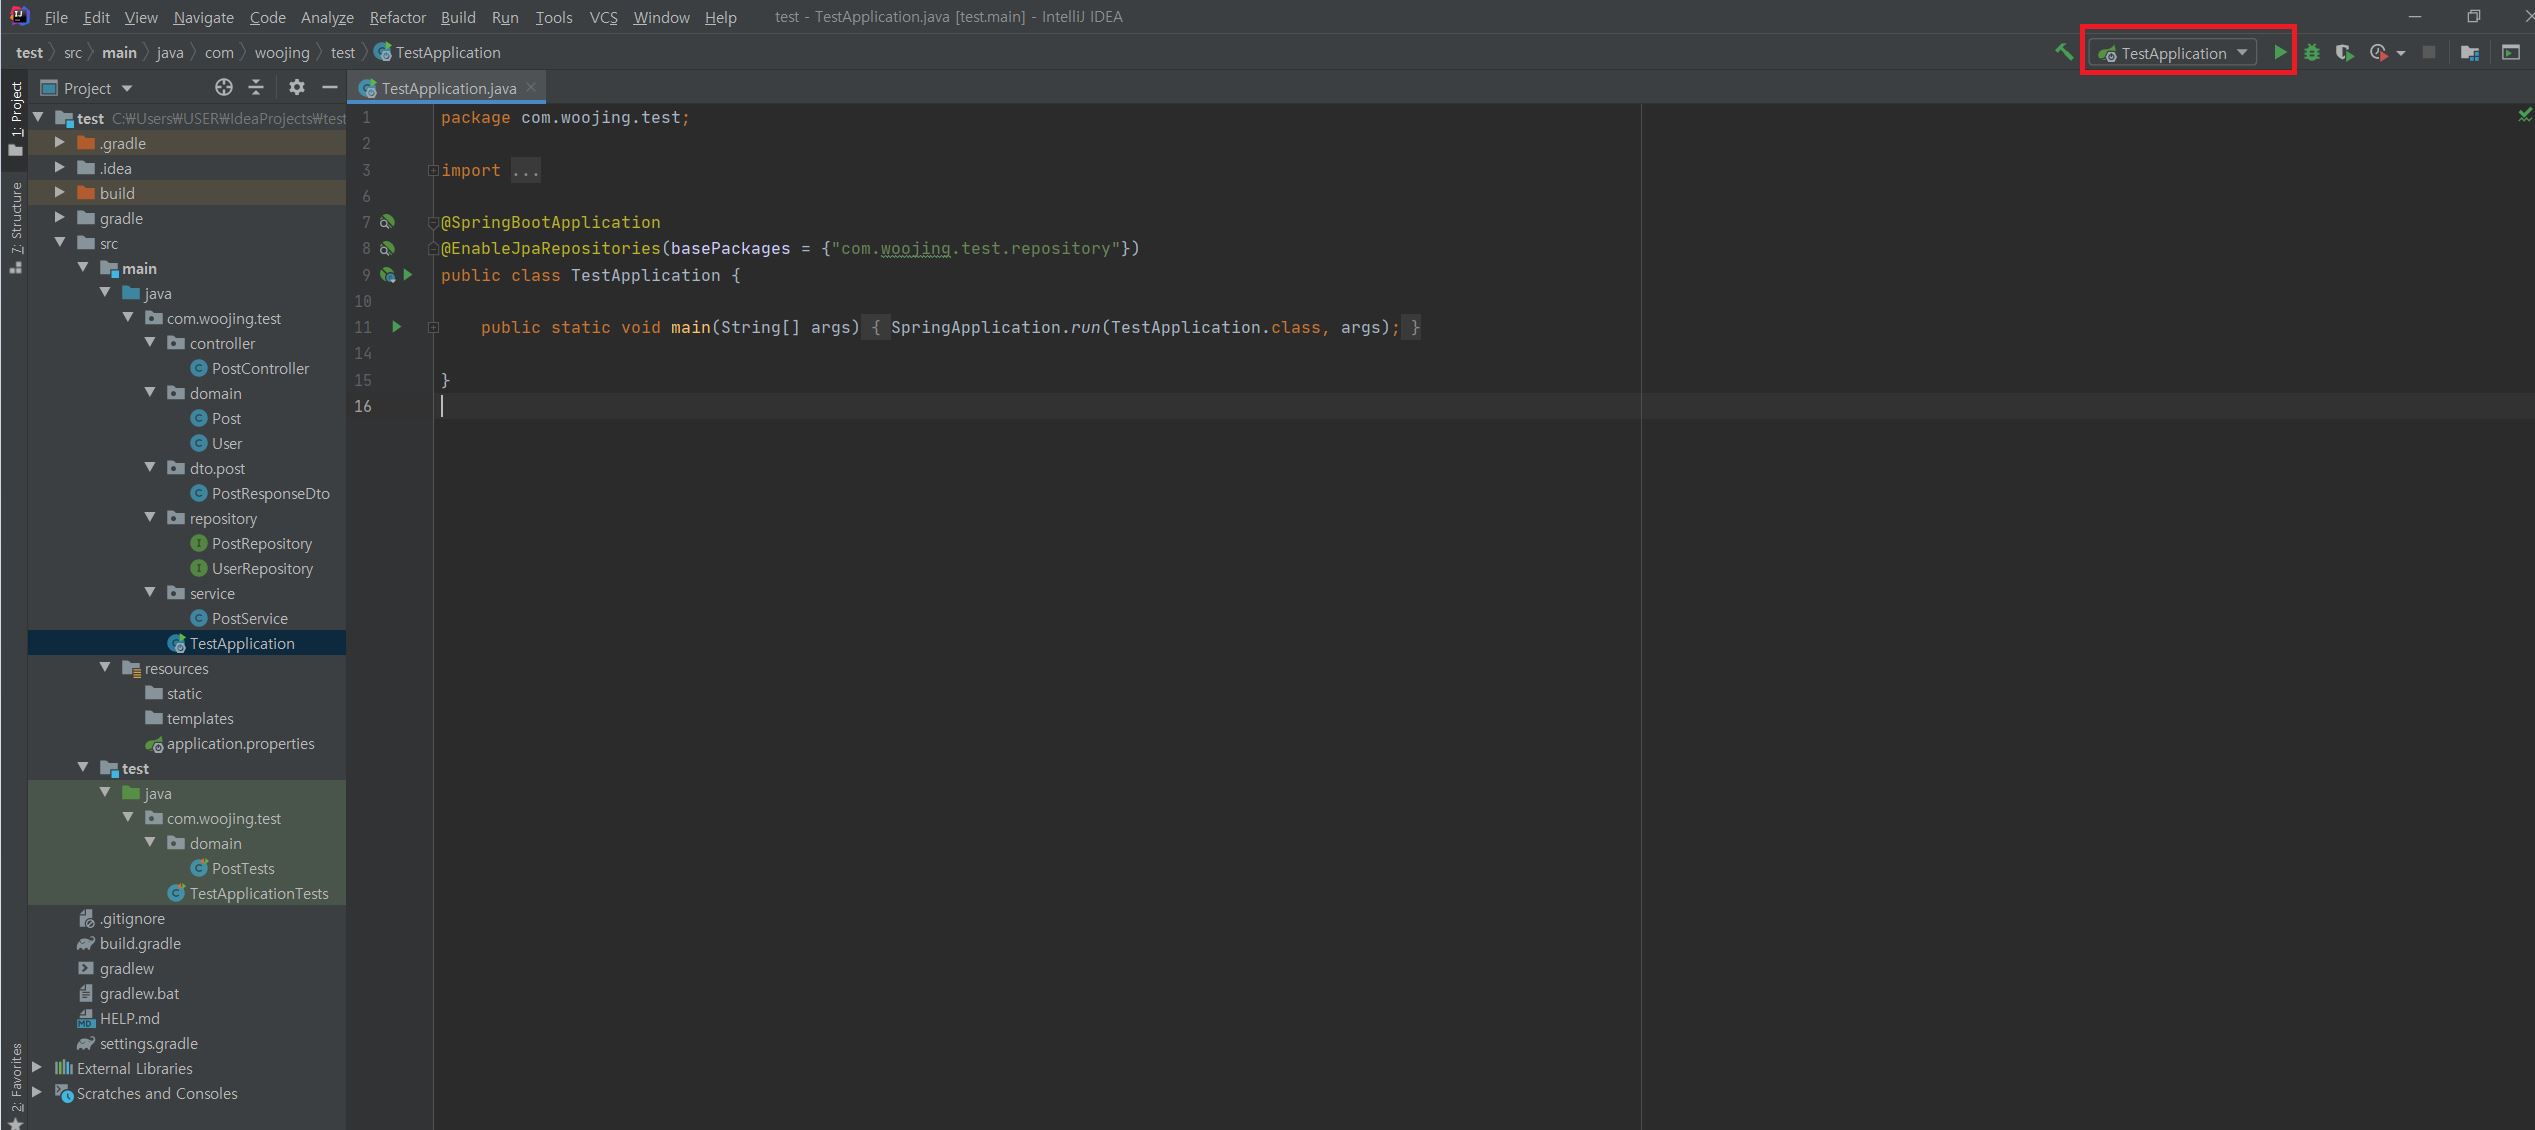 File Edit View Navigate Code Analyze Refactor Build Run Tools VCS Window Help test - TestApplication.java [test.main] - IntelliJ IDEA
test src main java com woojing test TestApplication
TestApplication
1: Project
7: Structure
2: Favorites
Project
test C:₩Users₩USER₩IdeaProjects₩test
.gradle
.idea
build
gradle
src
main
java
com.woojing.test
controller
PostController
domain
Post
User
dto.post
PostResponseDto
repository
PostRepository
UserRepository
service
PostService
TestApplication
resources
static
templates
application.properties
test
java
com.woojing.test
domain
PostTests
TestApplicationTests
.gitignore
build.gradle
gradlew
gradlew.bat
HELP.md
settings.gradle
External Libraries
Scratches and Consoles
TestApplication.java
1 package com.woojing.test;
2
3 import ...
6
7 @SpringBootApplication
8 @EnableJpaRepositories(basePackages = {"com.woojing.test.repository"})
9 public class TestApplication {
10
11 public static void main(String[] args) { SpringApplication.run(TestApplication.class, args); }
14
15 }
16